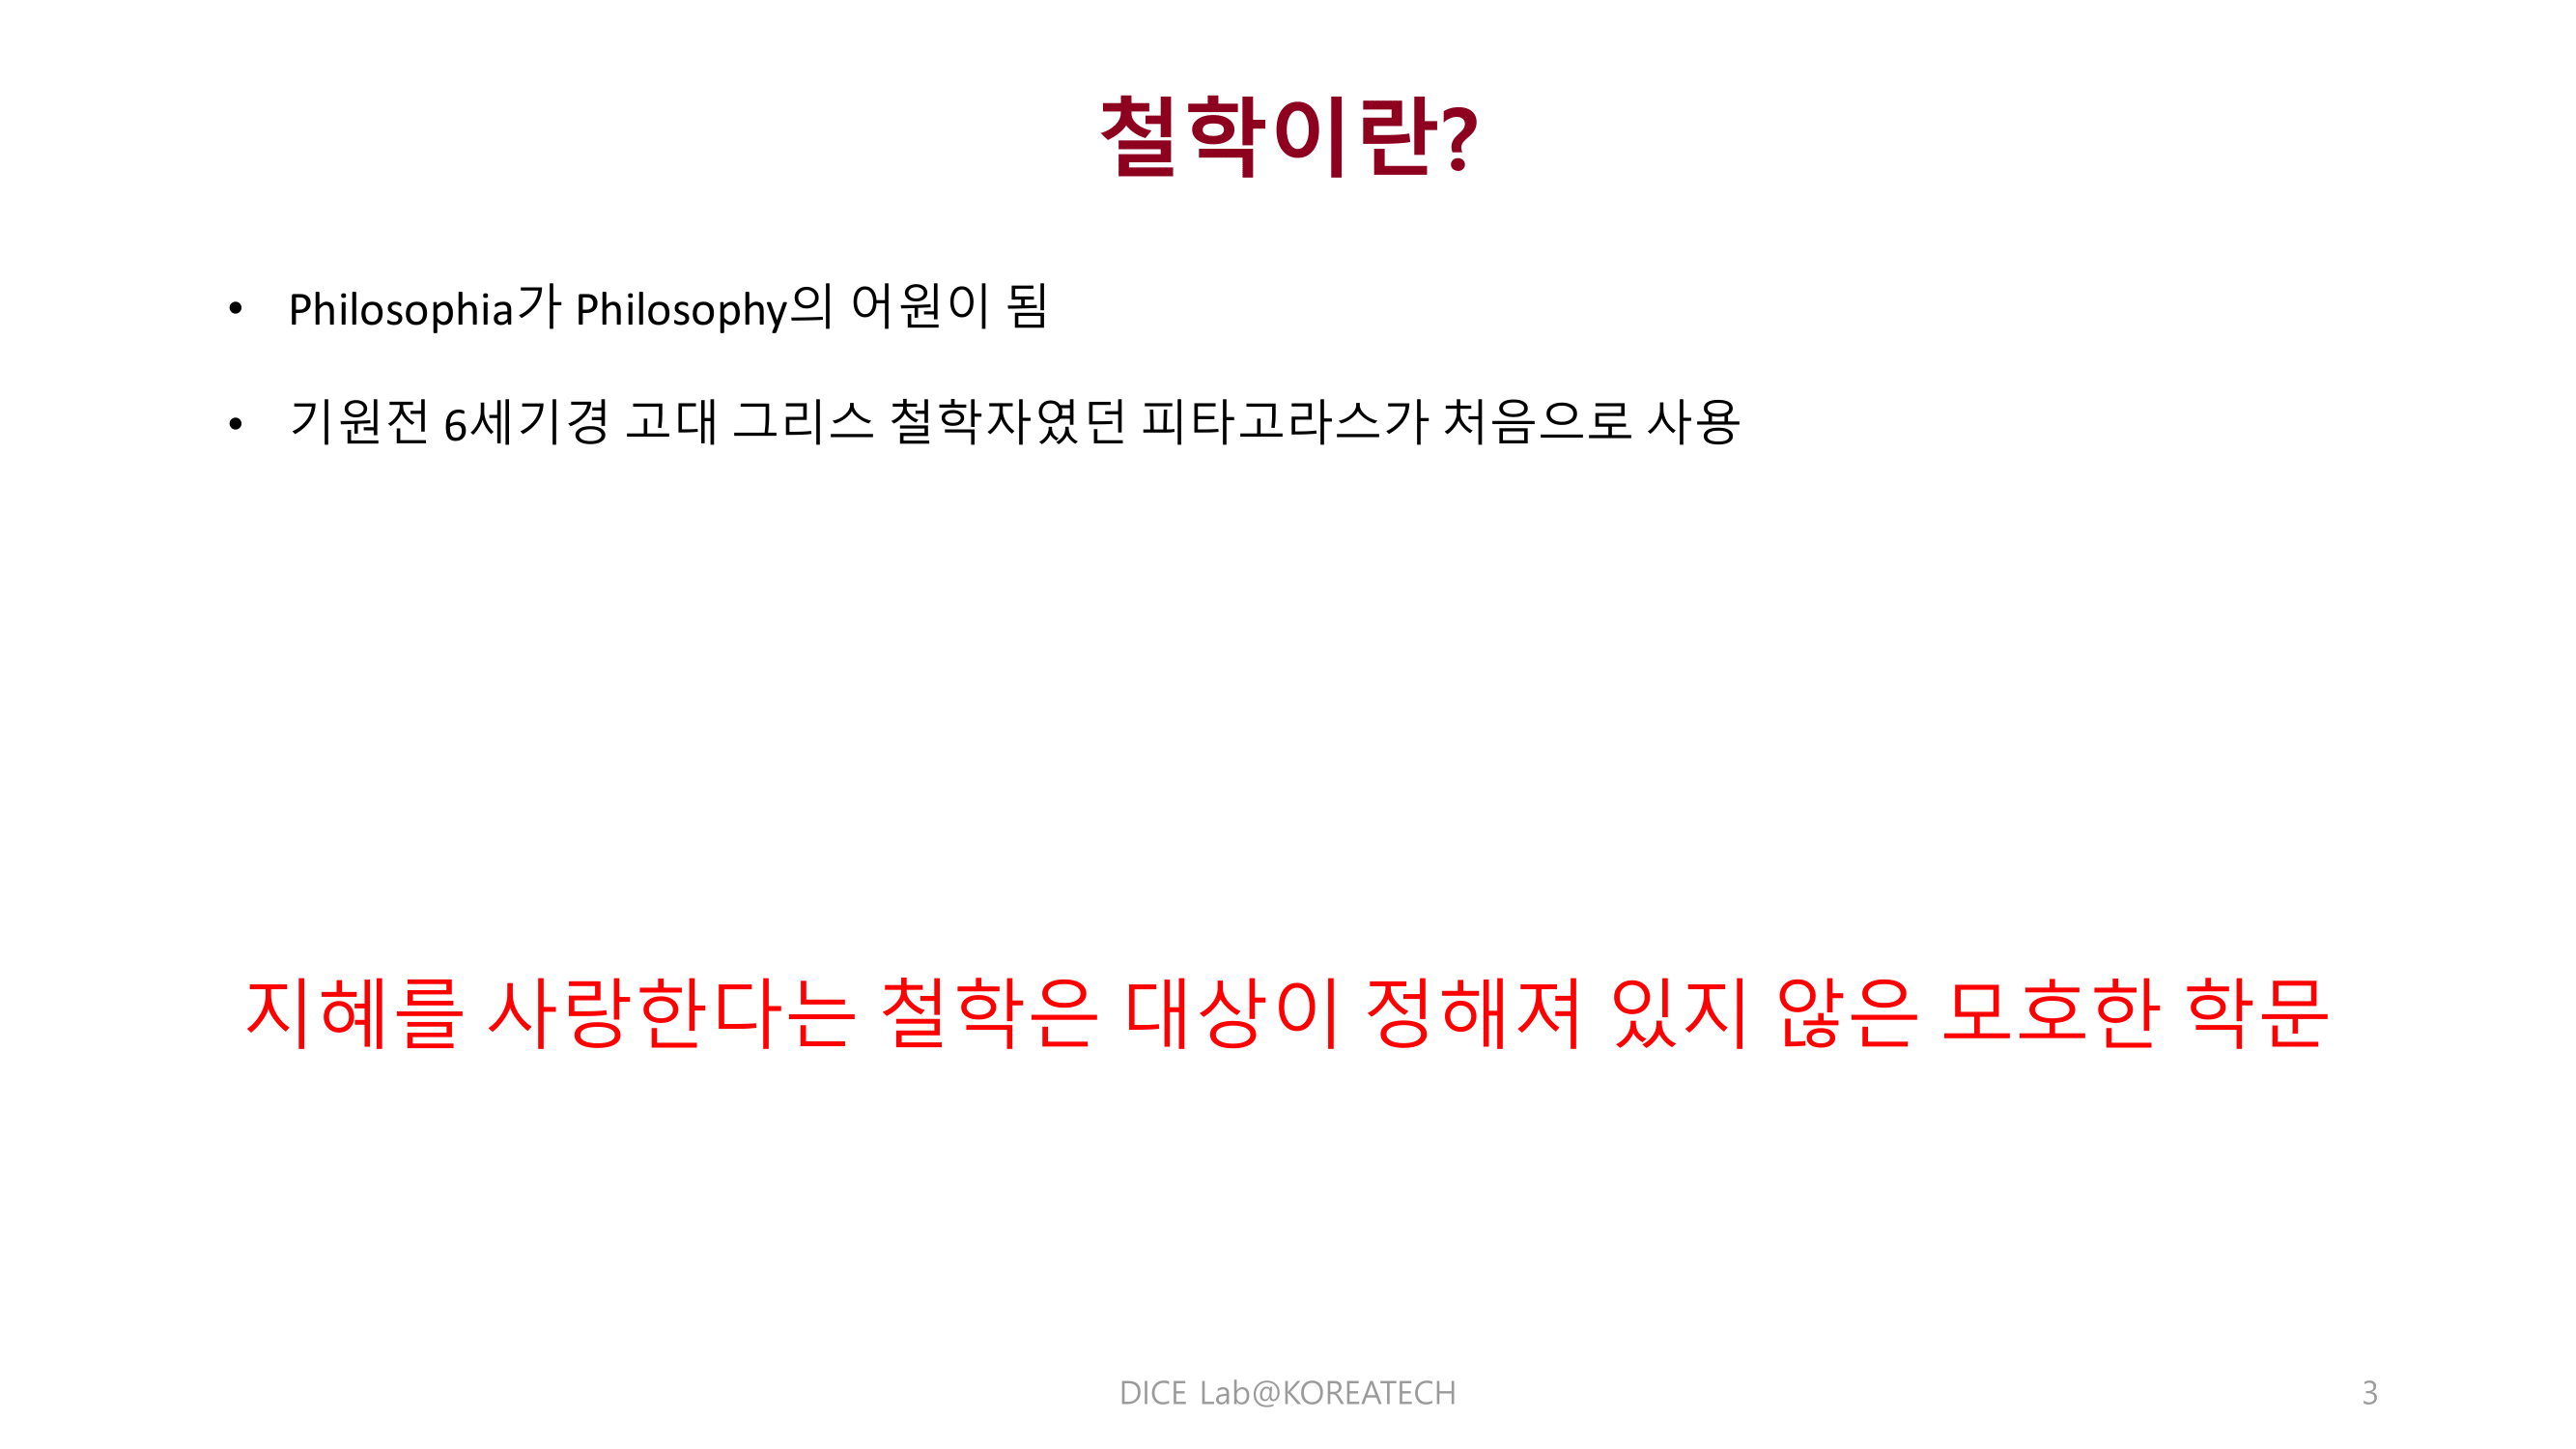 철학이란?
• Philosophia가 Philosophy의 어원이 됨
• 기원전 6세기경 고대 그리스 철학자였던 피타고라스가 처음으로 사용
지혜를 사랑한다는 철학은 대상이 정해져 있지 않은 모호한 학문
DICE Lab@KOREATECH
3